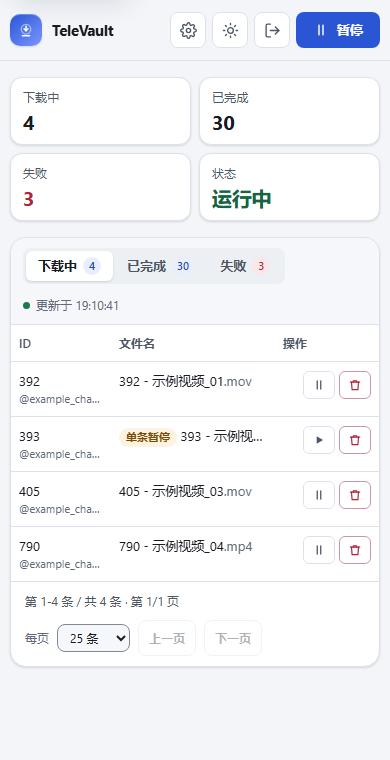 TeleVault
暂停
下载中
4
已完成
30
失败
3
状态
运行中
下载中 4 已完成 30 失败 3
更新于 19:10:41
ID 文件名 操作
392 392 - 示例视频_01.mov
@example_cha...
393 单条暂停 393 - 示例视...
@example_cha...
405 405 - 示例视频_03.mov
@example_cha...
790 790 - 示例视频_04.mp4
@example_cha...
第 1-4 条 / 共 4 条 · 第 1/1 页
每页 25 条 上一页 下一页